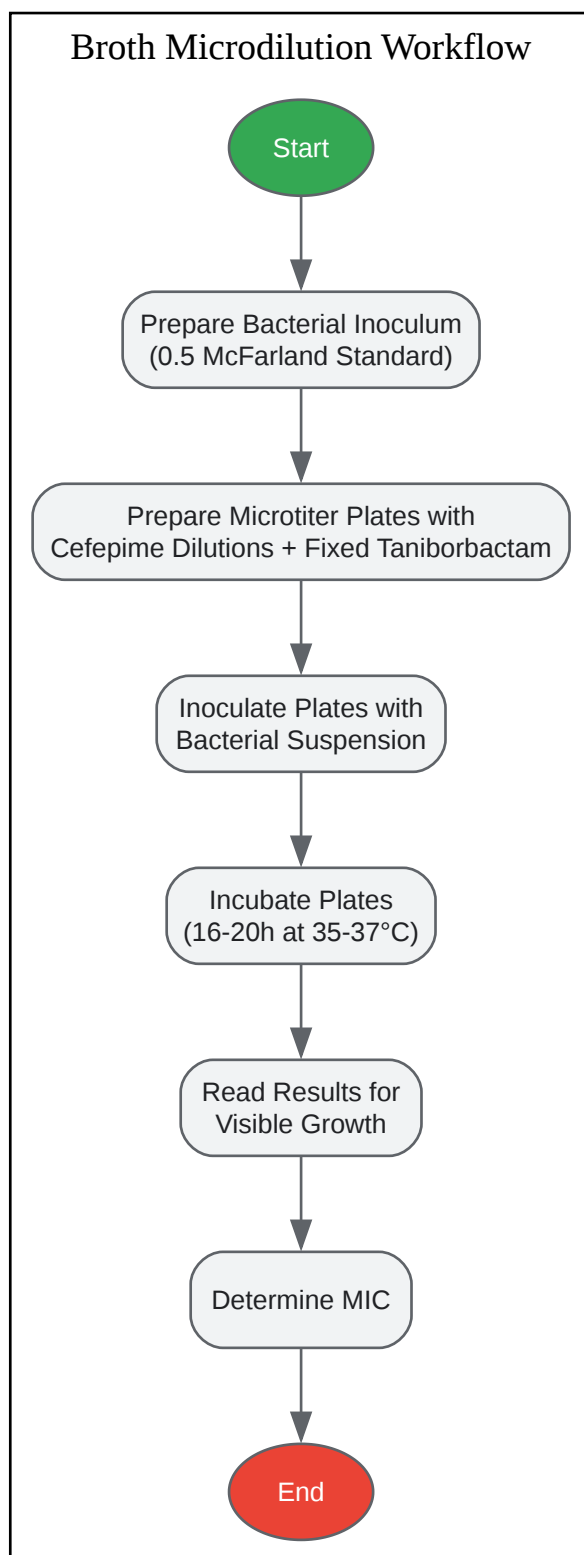 Broth Microdilution Workflow
Start
Prepare Bacterial Inoculum
(0.5 McFarland Standard)
Prepare Microtiter Plates with
Cefepime Dilutions + Fixed Taniborbactam
Inoculate Plates with
Bacterial Suspension
Incubate Plates
(16-20h at 35-37°C)
Read Results for
Visible Growth
Determine MIC
End